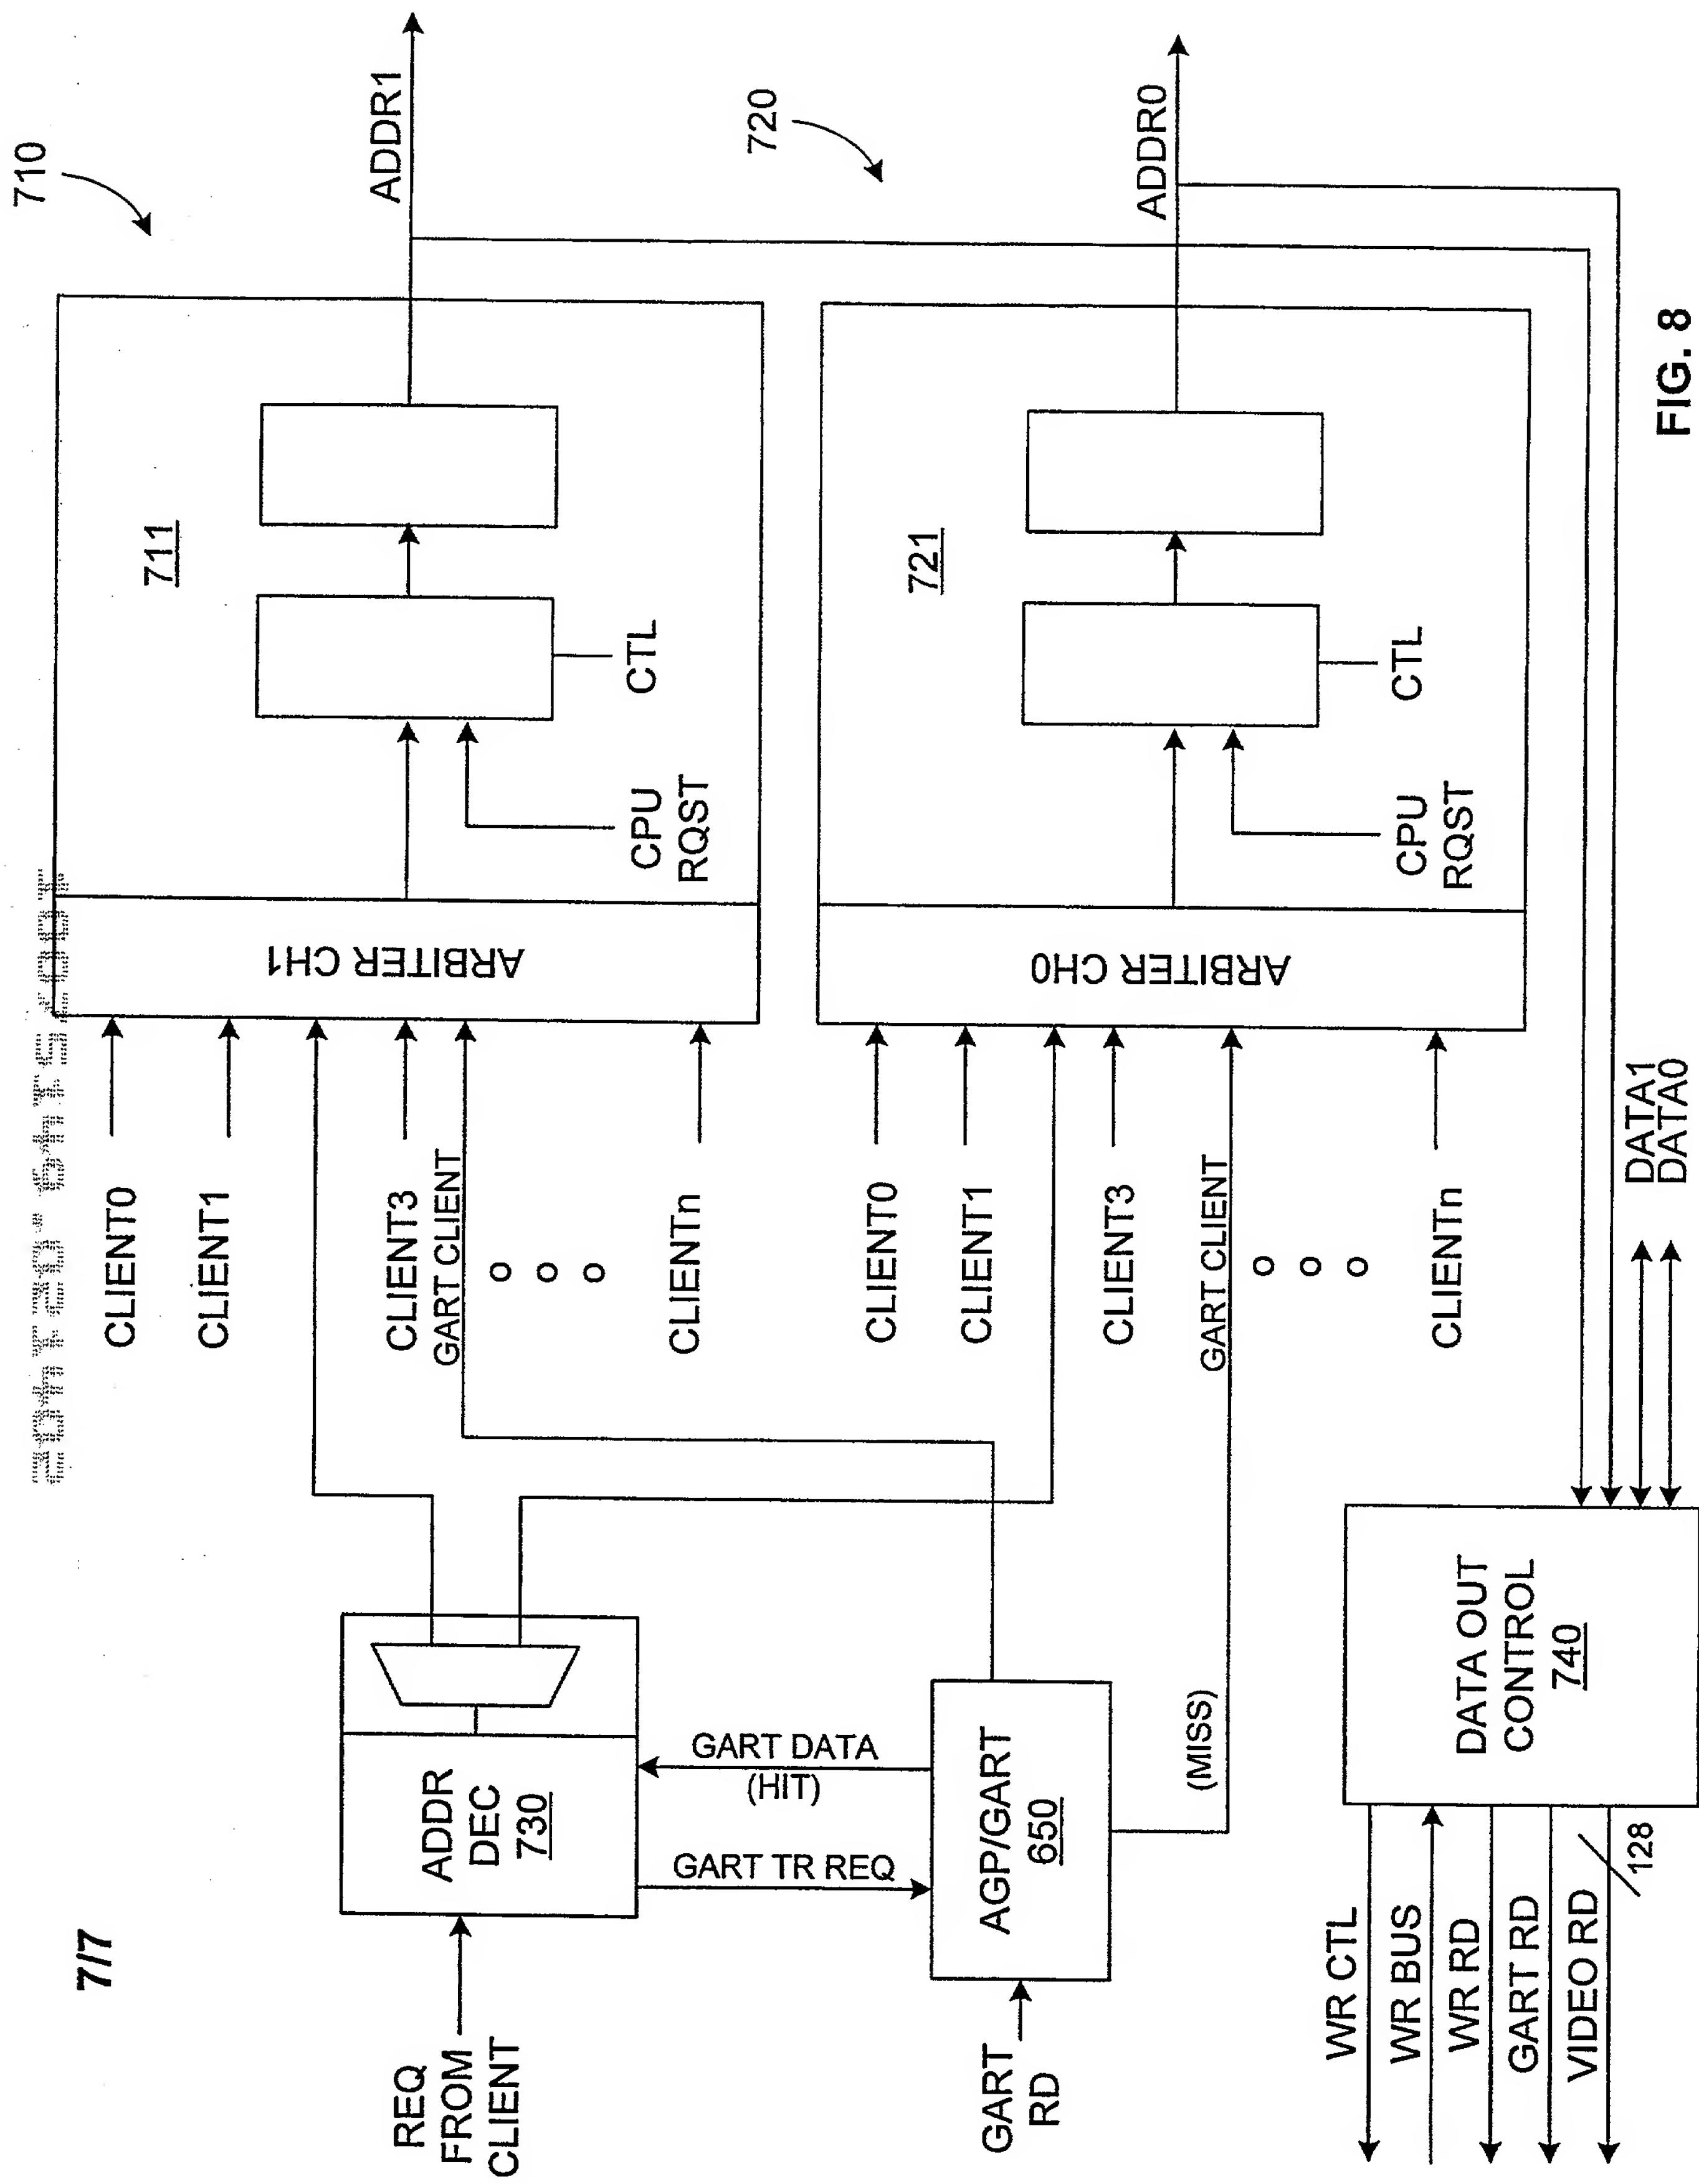 7/7
REQ
FROM
CLIENT
ADDR
DEC
730
GART TR REQ
GART DATA
(HIT)
GART
RD
AGP/GART
650
(MISS)
CLIENT0
CLIENT1
CLIENT3
GART CLIENT
CLIENTn
ARBITER CH1
CPU
RQST
CTL
711
710
ADDR1
CLIENT0
CLIENT1
CLIENT3
GART CLIENT
CLIENTn
ARBITER CH0
CPU
RQST
CTL
721
720
ADDR0
WR CTL
WR BUS
WR RD
GART RD
VIDEO RD
128
DATA OUT
CONTROL
740
DATA1
DATA0
FIG. 8